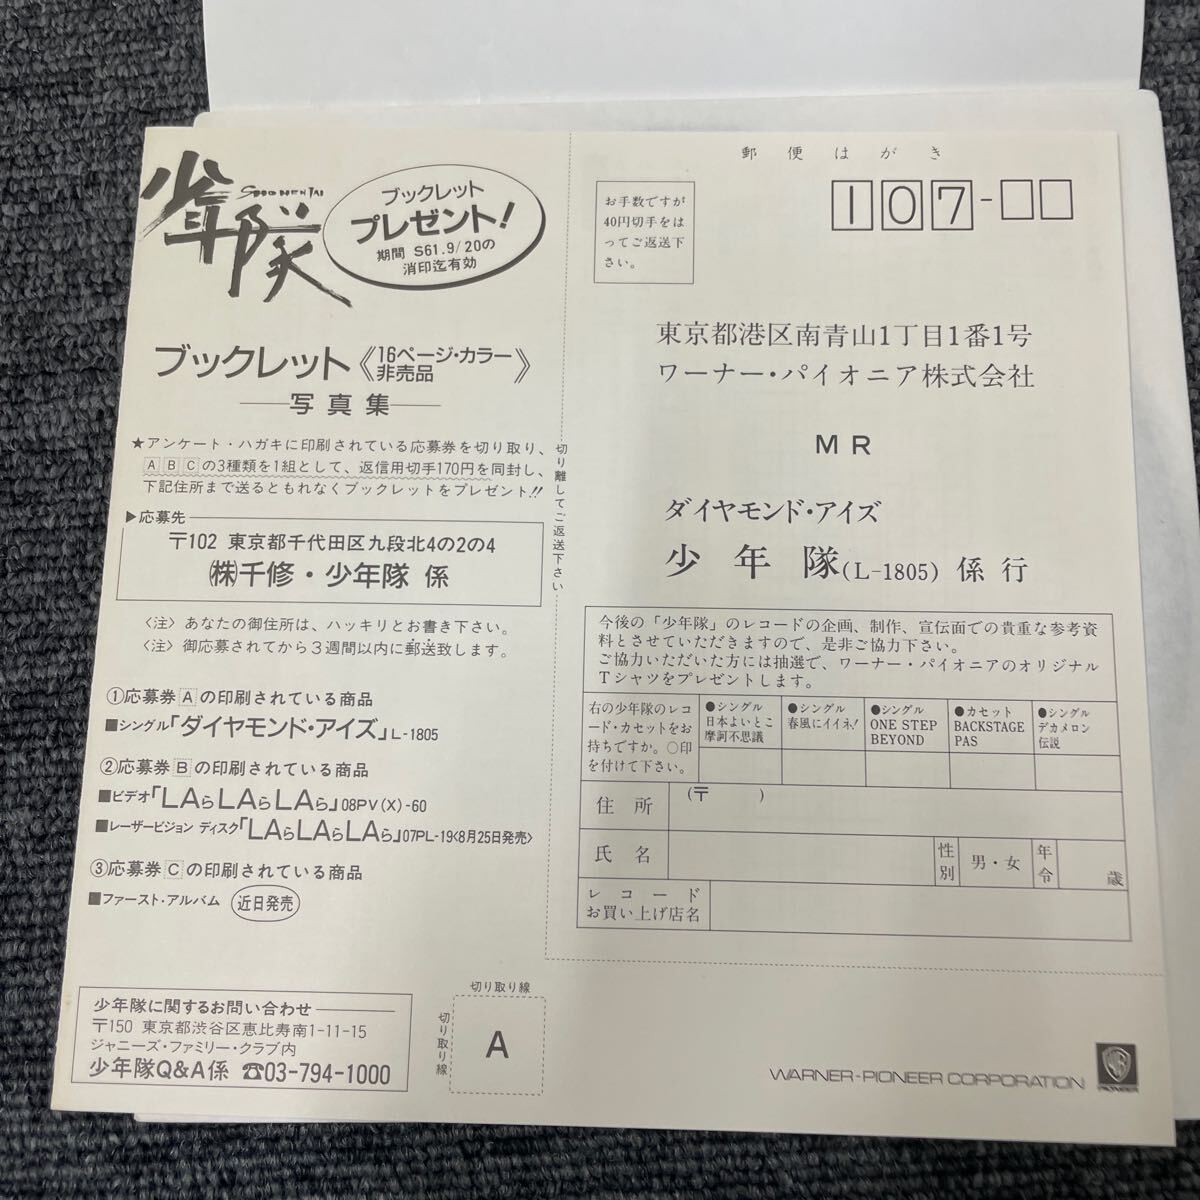 少年隊
SHOONENTAI
ブックレット
プレゼント!
期間 S61.9/20の
消印迄有効
ブックレット《16ページ・カラー 非売品》
写真集
★アンケート・ハガキに印刷されている応募券を切り取り、
ABCの3種類を1組として、返信用切手170円を同封し、
下記住所まで送るともれなくブックレットをプレゼント!!
▶応募先
〒102 東京都千代田区九段北4の2の4
㈱千修・少年隊 係
〈注〉あなたの御住所は、ハッキリとお書き下さい。
〈注〉御応募されてから3週間以内に郵送致します。
①応募券Aの印刷されている商品
■シングル「ダイヤモンド・アイズ」L-1805
②応募券Bの印刷されている商品
■ビデオ「LAらLAらLAら」08PV(X)-60
■レーザービジョン ディスク「LAらLAらLAら」07PL-19〈8月25日発売〉
③応募券Cの印刷されている商品
■ファースト・アルバム 近日発売
少年隊に関するお問い合わせ
〒150 東京都渋谷区恵比寿南1-11-15
ジャニーズ・ファミリー・クラブ内
少年隊Q&A係 ☎03-794-1000
切り取り線
切り取り線
A
切り離してご返送下さい
郵便はがき
お手数ですが
40円切手をは
ってご返送下
さい。
107-
東京都港区南青山1丁目1番1号
ワーナー・パイオニア株式会社
MR
ダイヤモンド・アイズ
少年隊(L-1805) 係行
今後の「少年隊」のレコードの企画、制作、宣伝面での貴重な参考資
料とさせていただきますので、是非ご協力下さい。
ご協力いただいた方には抽選で、ワーナー・パイオニアのオリジナル
Tシャツをプレゼントします。
右の少年隊のレコ
ード・カセットをお
持ちですか。○印
を付けて下さい。
●シングル
日本よいとこ
摩訶不思議
●シングル
春風にイイネ!
●シングル
ONE STEP
BEYOND
●カセット
BACKSTAGE
PAS
●シングル
デカメロン
伝説
住所
(〒 )
氏名
性別
男・女
年令
歳
レコード
お買い上げ店名
WARNER-PIONEER CORPORATION
PIONEER